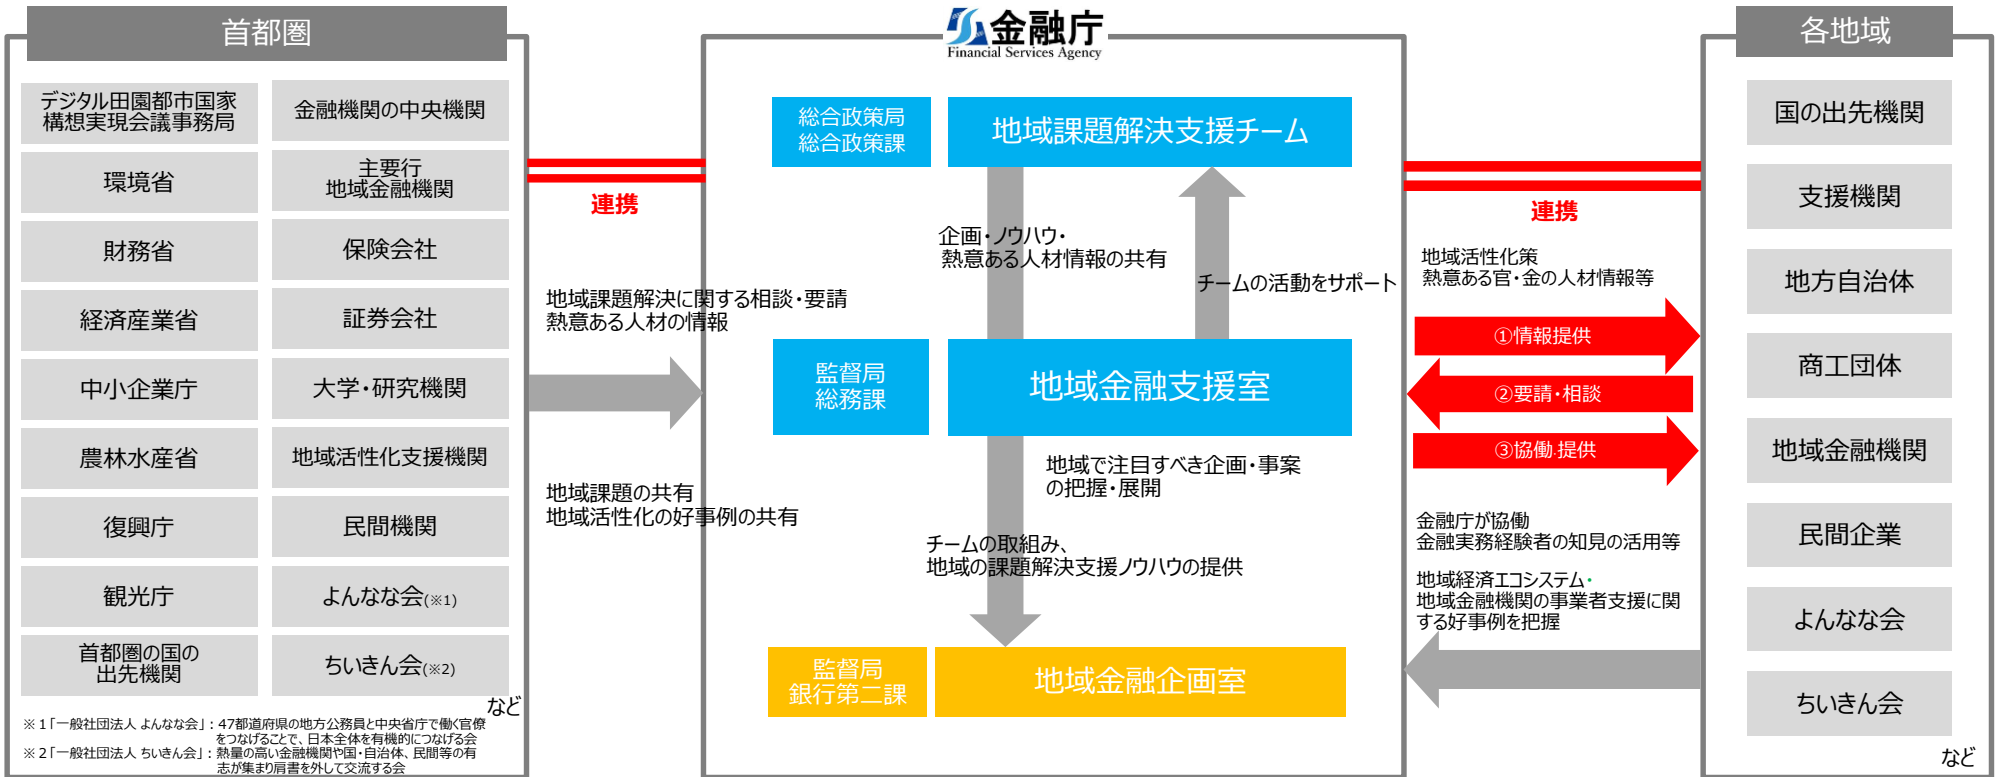 首都圏
デジタル田園都市国家
構想実現会議事務局
金融機関の中央機関
環境省
主要行
地域金融機関
財務省
保険会社
経済産業省
証券会社
中小企業庁
大学・研究機関
農林水産省
地域活性化支援機関
復興庁
民間機関
観光庁
よんなな会(※1)
首都圏の国の
出先機関
ちいきん会(※2)
など
※1「一般社団法人 よんなな会」：47都道府県の地方公務員と中央省庁で働く官僚
をつなげることで、日本全体を有機的につなげる会
※2「一般社団法人 ちいきん会」：熱量の高い金融機関や国・自治体、民間等の有
志が集まり肩書を外して交流する会
連携
地域課題解決に関する相談・要請
熱意ある人材の情報
地域課題の共有
地域活性化の好事例の共有
金融庁
Financial Services Agency
総合政策局
総合政策課
地域課題解決支援チーム
企画・ノウハウ・
熱意ある人材情報の共有
チームの活動をサポート
監督局
総務課
地域金融支援室
地域で注目すべき企画・事案
の把握・展開
チームの取組み、
地域の課題解決支援ノウハウの提供
監督局
銀行第二課
地域金融企画室
連携
地域活性化策
熱意ある官・金の人材情報等
①情報提供
②要請・相談
③協働.提供
金融庁が協働
金融実務経験者の知見の活用等
地域経済エコシステム・
地域金融機関の事業者支援に関
する好事例を把握
各地域
国の出先機関
支援機関
地方自治体
商工団体
地域金融機関
民間企業
よんなな会
ちいきん会
など